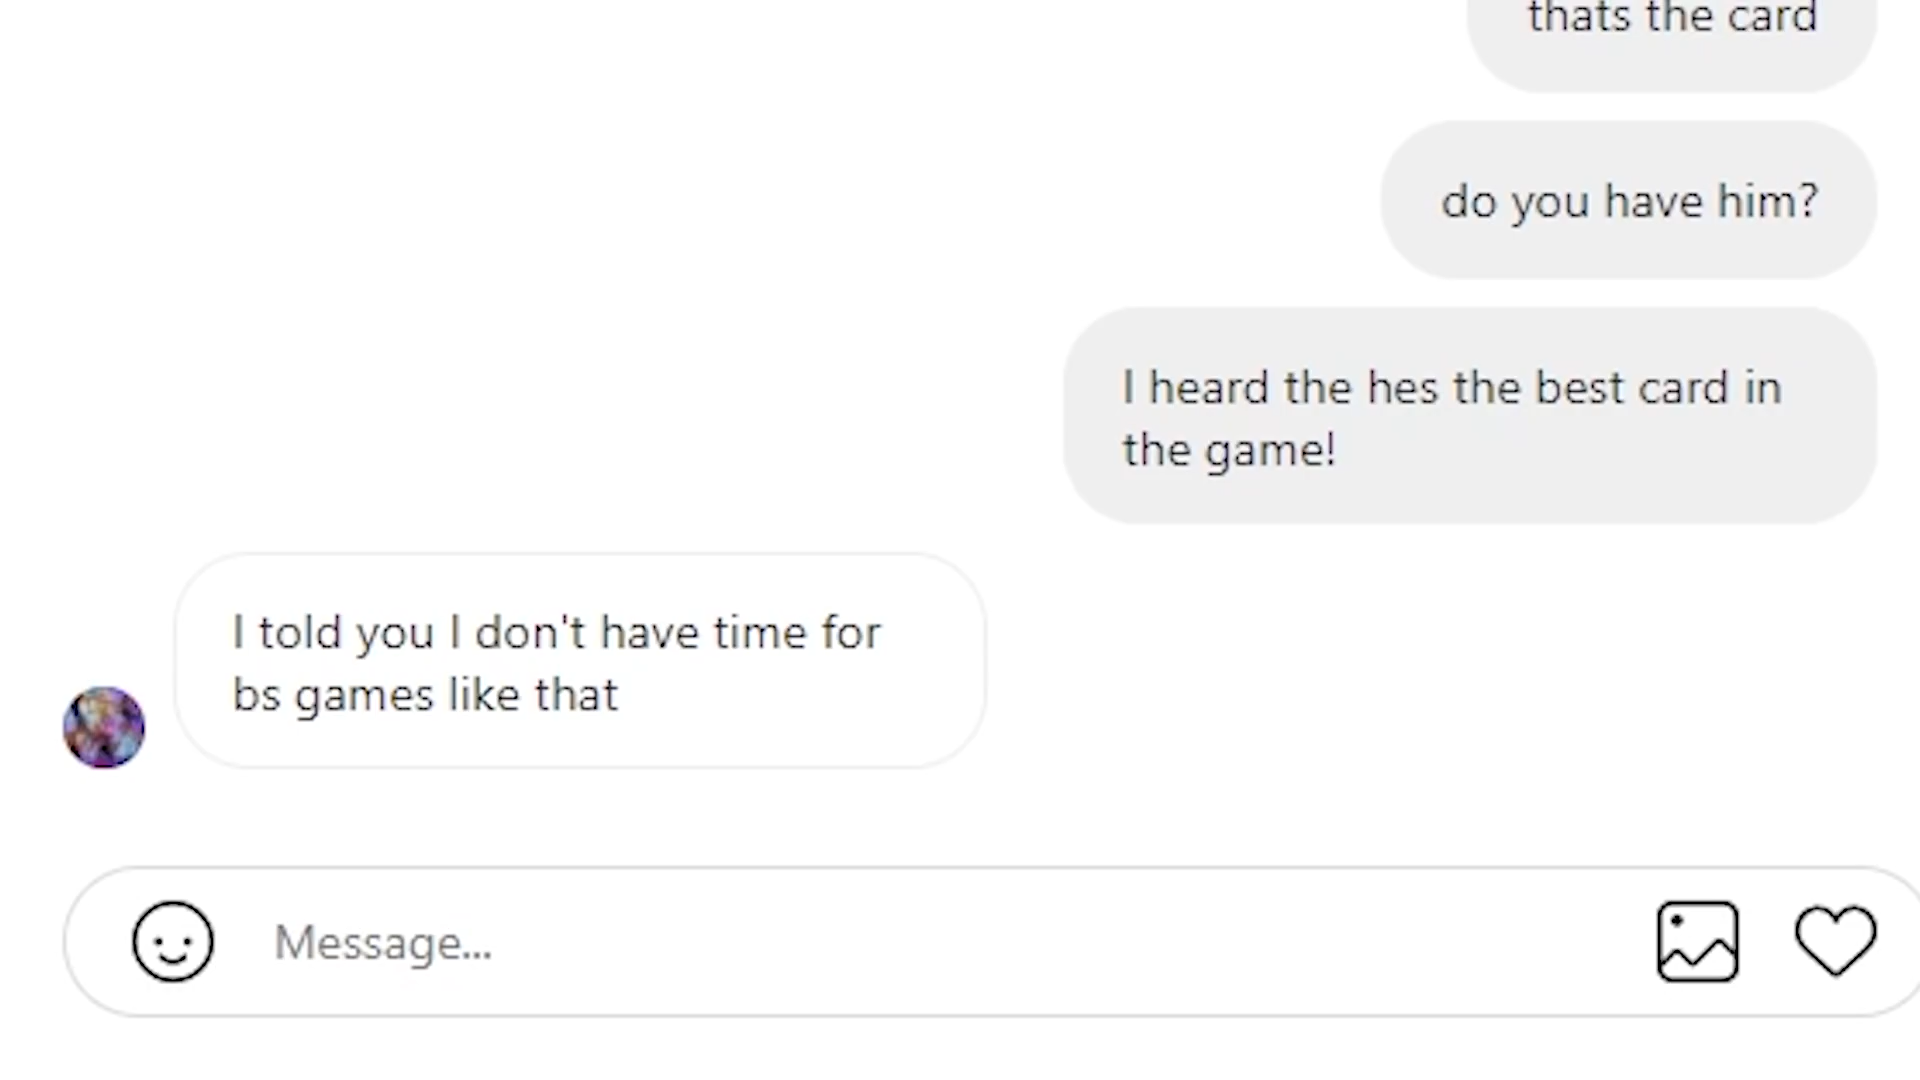 thats the card
do you have him?
I heard the hes the best card in
the game!
I told you I don't have time for
bs games like that
Message...